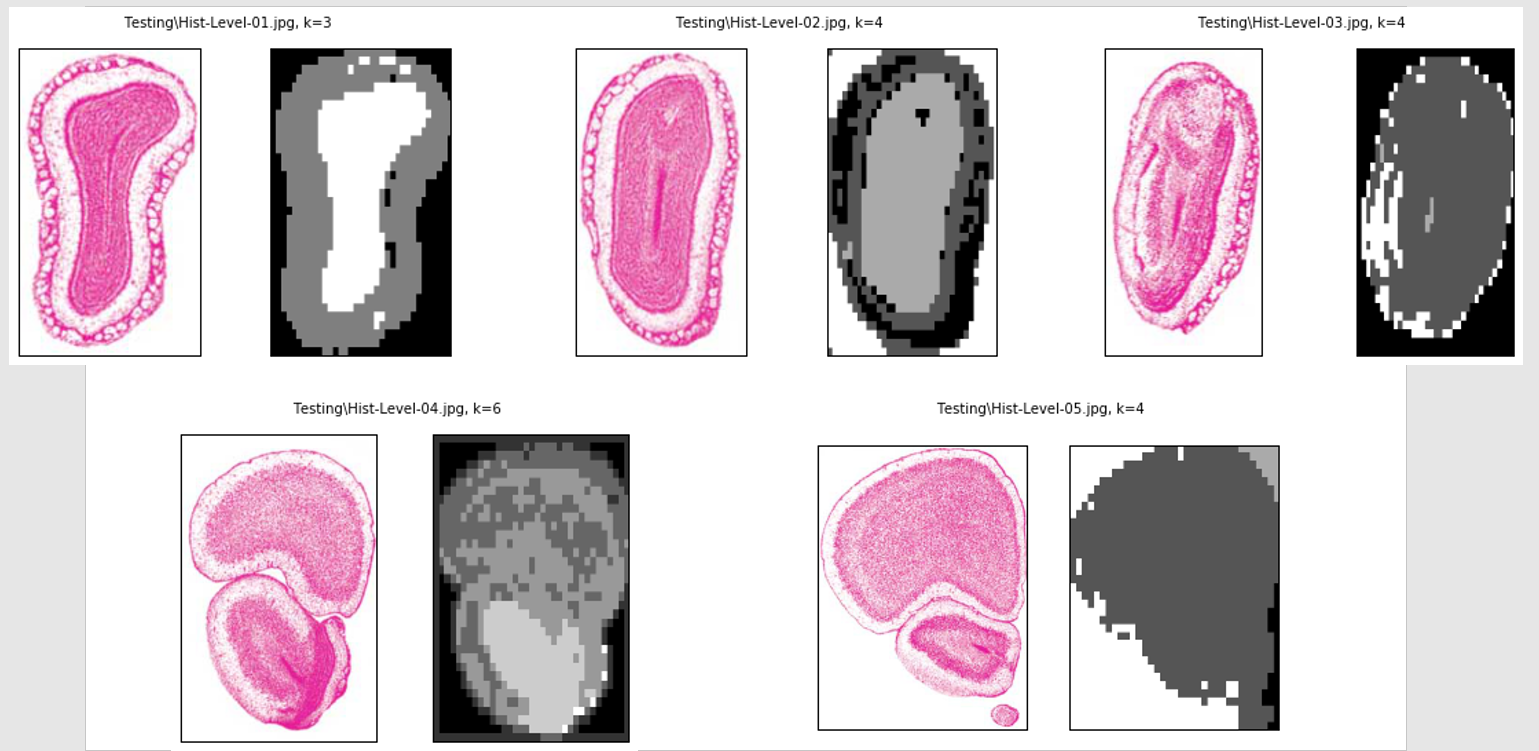 Testing\Hist-Level-01.jpg, k=3
Testing\Hist-Level-02.jpg, k=4
Testing\Hist-Level-03.jpg, k=4
Testing\Hist-Level-04.jpg, k=6
Testing\Hist-Level-05.jpg, k=4